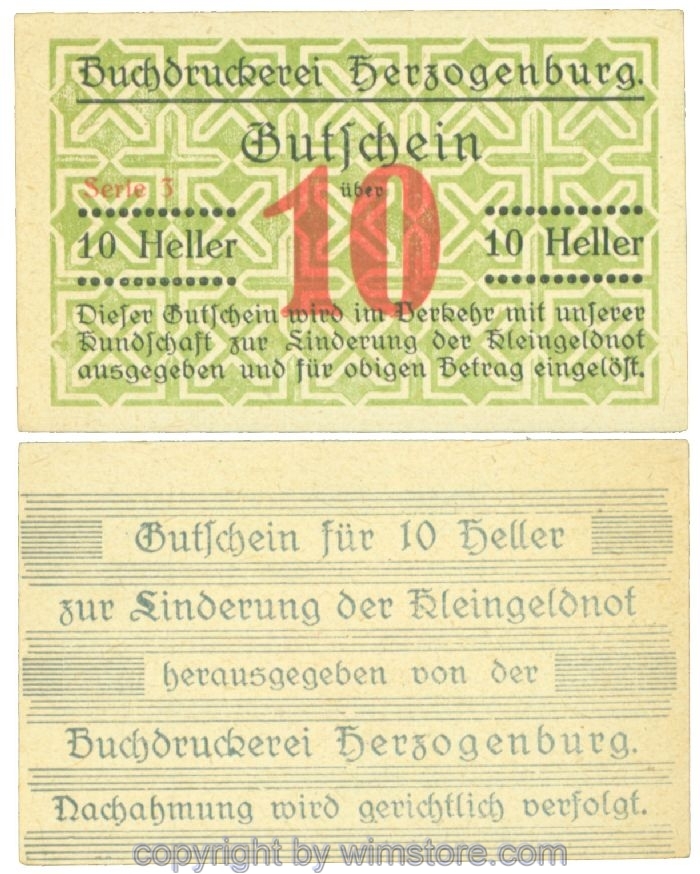 Buchdruckerei Herzogenburg.
Gutschein
über
Serie 3
10
10 Heller
10 Heller
Dieser Gutschein wird im Verkehr mit unserer
Kundschaft zur Linderung der Kleingeldnot
ausgegeben und für obigen Betrag eingelöst.
Gutschein für 10 Heller
zur Linderung der Kleingeldnot
herausgegeben von der
Buchdruckerei Herzogenburg.
Nachahmung wird gerichtlich verfolgt.
copyright by wimstore.com